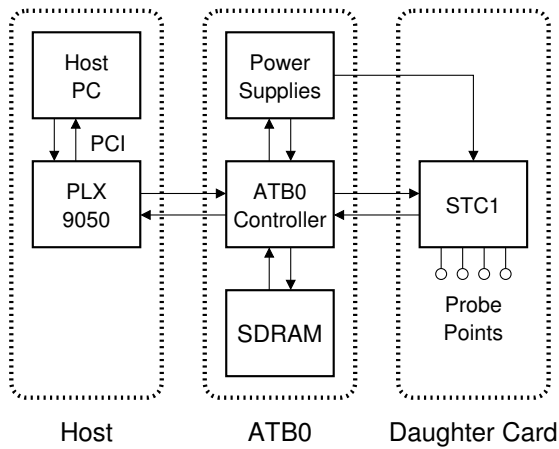 Host
PC
PCI
PLX
9050
Power
Supplies
ATB0
Controller
SDRAM
STC1
Probe
Points
Host
ATB0
Daughter Card